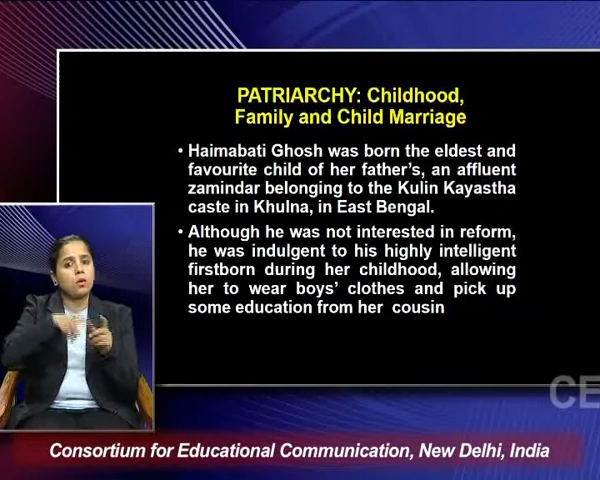 PATRIARCHY: Childhood,
Family and Child Marriage
• Haimabati Ghosh was born the eldest and
favourite child of her father's, an affluent
zamindar belonging to the Kulin Kayastha
caste in Khulna, in East Bengal.
• Although he was not interested in reform,
he was indulgent to his highly intelligent
firstborn during her childhood, allowing
her to wear boys' clothes and pick up
some education from her cousin
CE
Consortium for Educational Communication, New Delhi, India